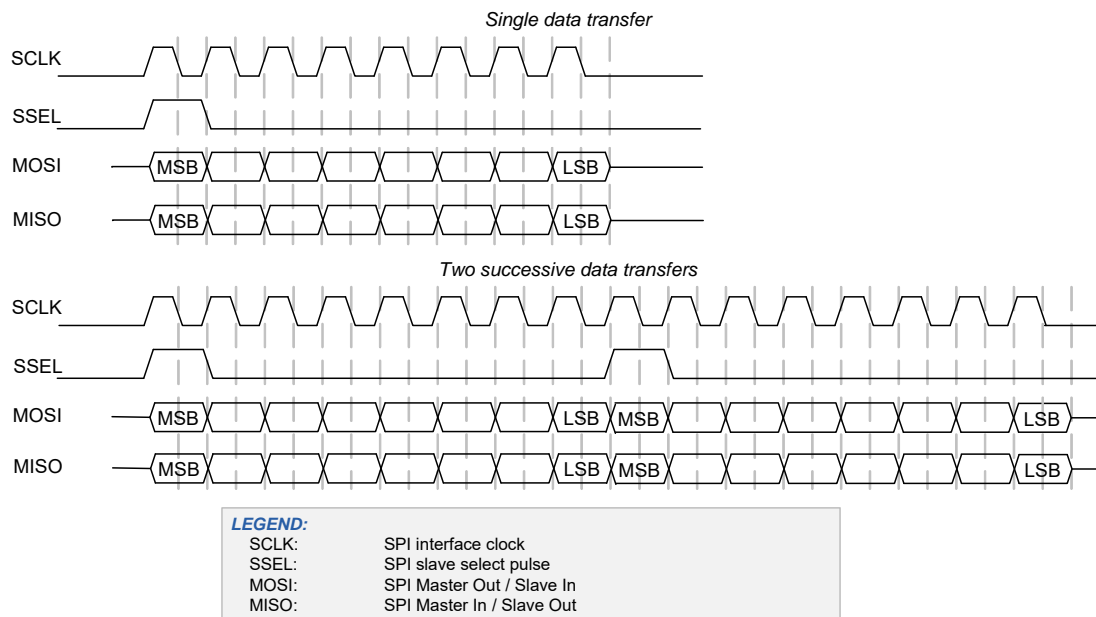 Single data transfer
SCLK
SSEL
MOSI MSB LSB
MISO MSB LSB
Two successive data transfers
SCLK
SSEL
MOSI MSB LSB MSB LSB
MISO MSB LSB MSB LSB
LEGEND:
SCLK: SPI interface clock
SSEL: SPI slave select pulse
MOSI: SPI Master Out / Slave In
MISO: SPI Master In / Slave Out